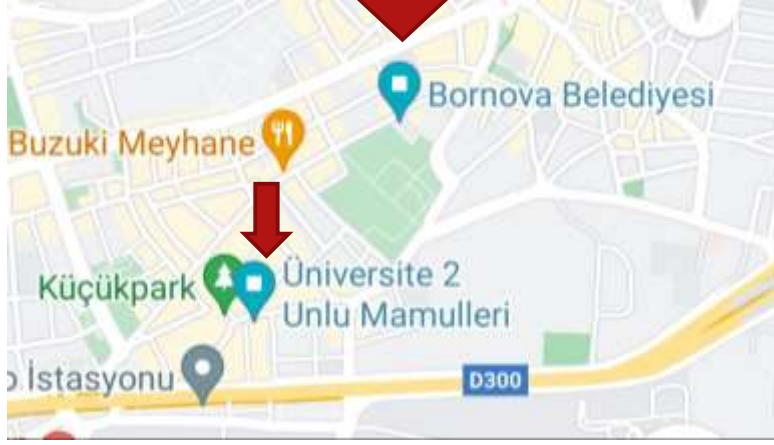 Bornova Belediyesi
Buzuki Meyhane
Küçükpark
Üniversite 2
Unlu Mamulleri
İstasyonu
D300